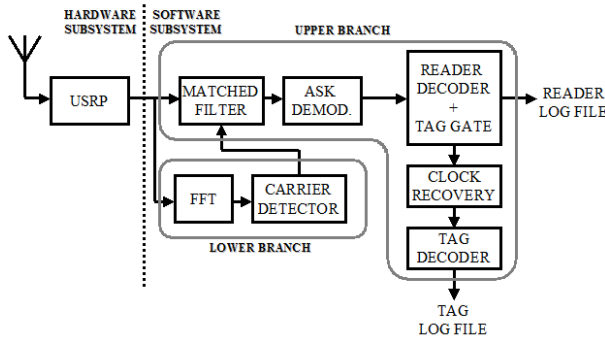 HARDWARE
SUBSYSTEM
SOFTWARE
SUBSYSTEM
UPPER BRANCH
USRP
MATCHED
FILTER
ASK
DEMOD.
READER
DECODER
+
TAG GATE
READER
LOG FILE
FFT
CARRIER
DETECTOR
CLOCK
RECOVERY
LOWER BRANCH
TAG
DECODER
TAG
LOG FILE